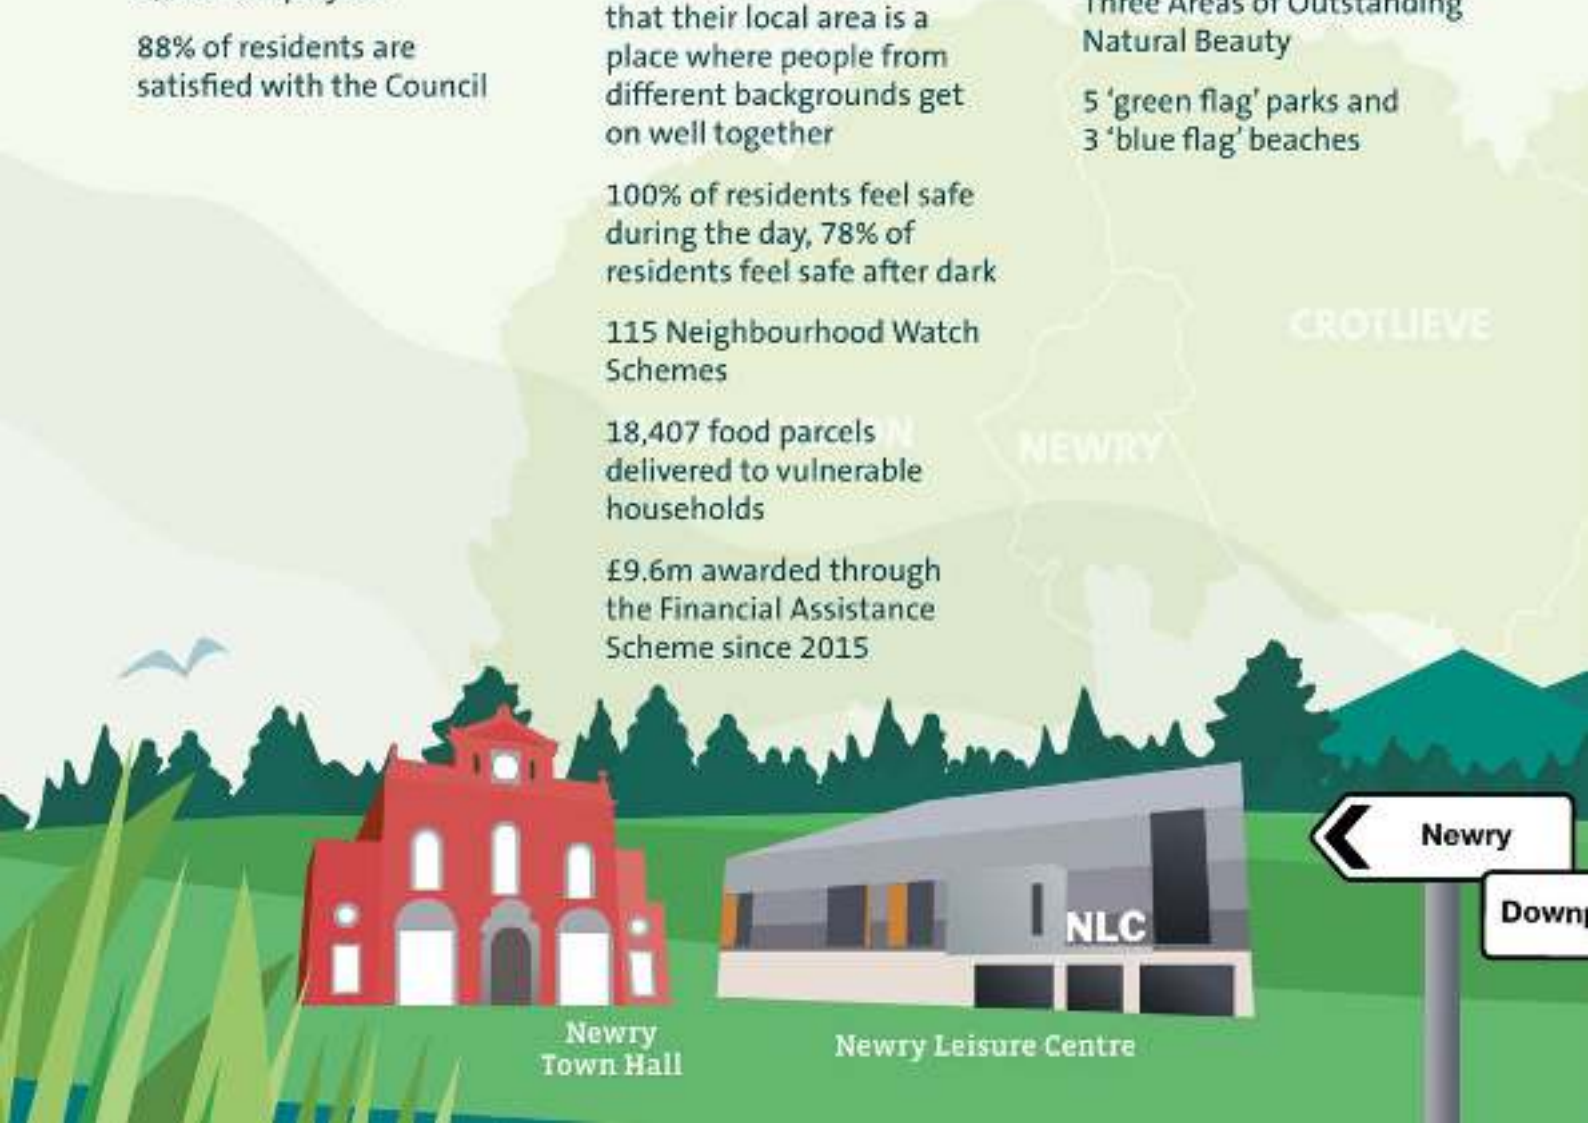 88% of residents are
satisfied with the Council
that their local area is a
place where people from
different backgrounds get
on well together
100% of residents feel safe
during the day, 78% of
residents feel safe after dark
115 Neighbourhood Watch
Schemes
18,407 food parcels
delivered to vulnerable
households
£9.6m awarded through
the Financial Assistance
Scheme since 2015
Three Areas of Outstanding
Natural Beauty
5 ‘green flag’ parks and
3 ‘blue flag’ beaches
CROTLIEVE
NEWRY
NLC
Newry
Town Hall
Newry Leisure Centre
Newry